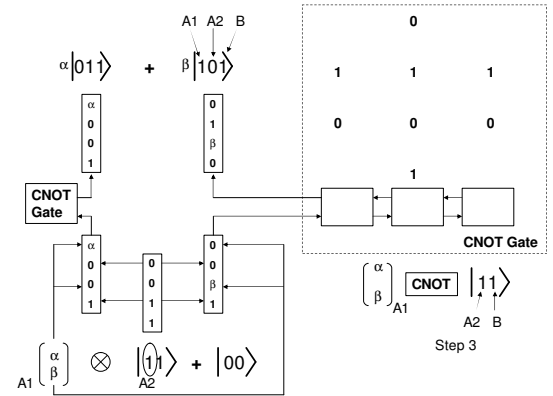 A1 A2 B
α|011⟩ + β|101⟩
α 0 0 1
0 1 β 0
CNOT Gate
α 0 0 1
0 0 1 1
0 0 β 1
A1 (α β) ⊗ |11⟩ + |00⟩
A2
0
1 1 1
0 0 0
1
CNOT Gate
(α β) A1 CNOT |11⟩
A2 B
Step 3